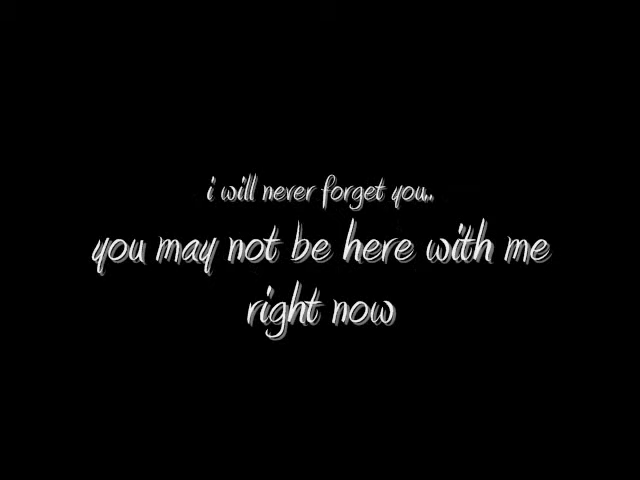 i will never forget you..
you may not be here with me
right now